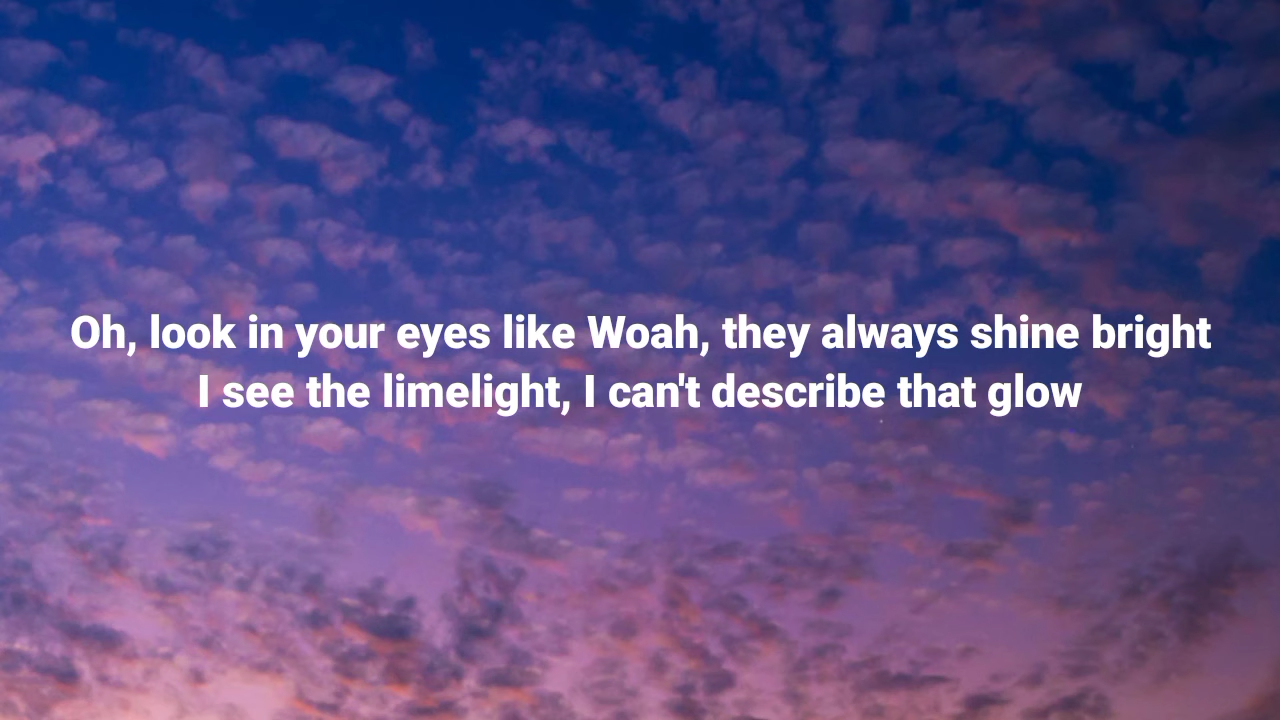 Oh, look in your eyes like Woah, they always shine bright
I see the limelight, I can't describe that glow